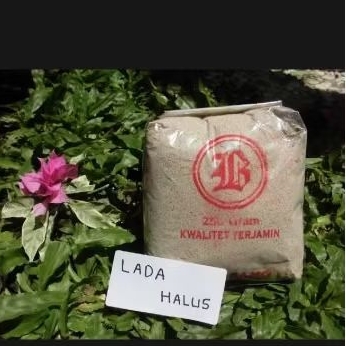 B
250 Gram
KWALITET TERJAMIN
LADA
HALUS